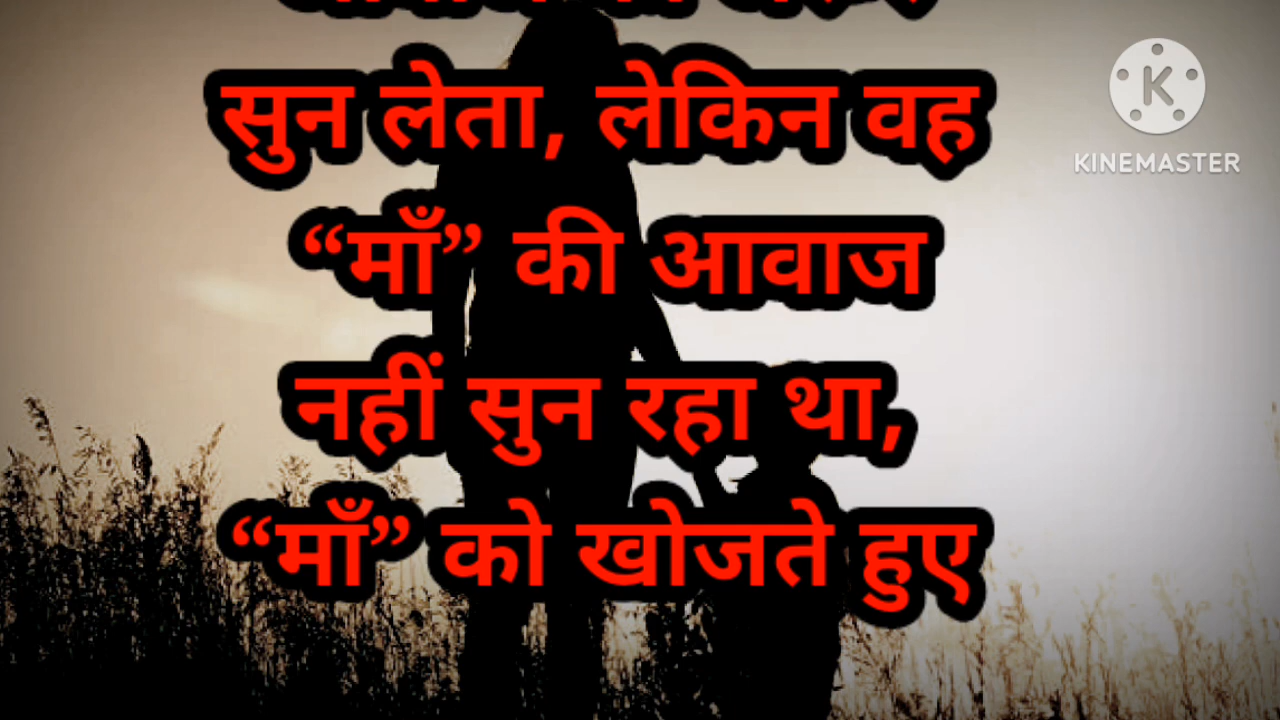 सुन लेता, लेकिन वह
“माँ” की आवाज
नहीं सुन रहा था,
“माँ” को खोजते हुए
KINEMASTER